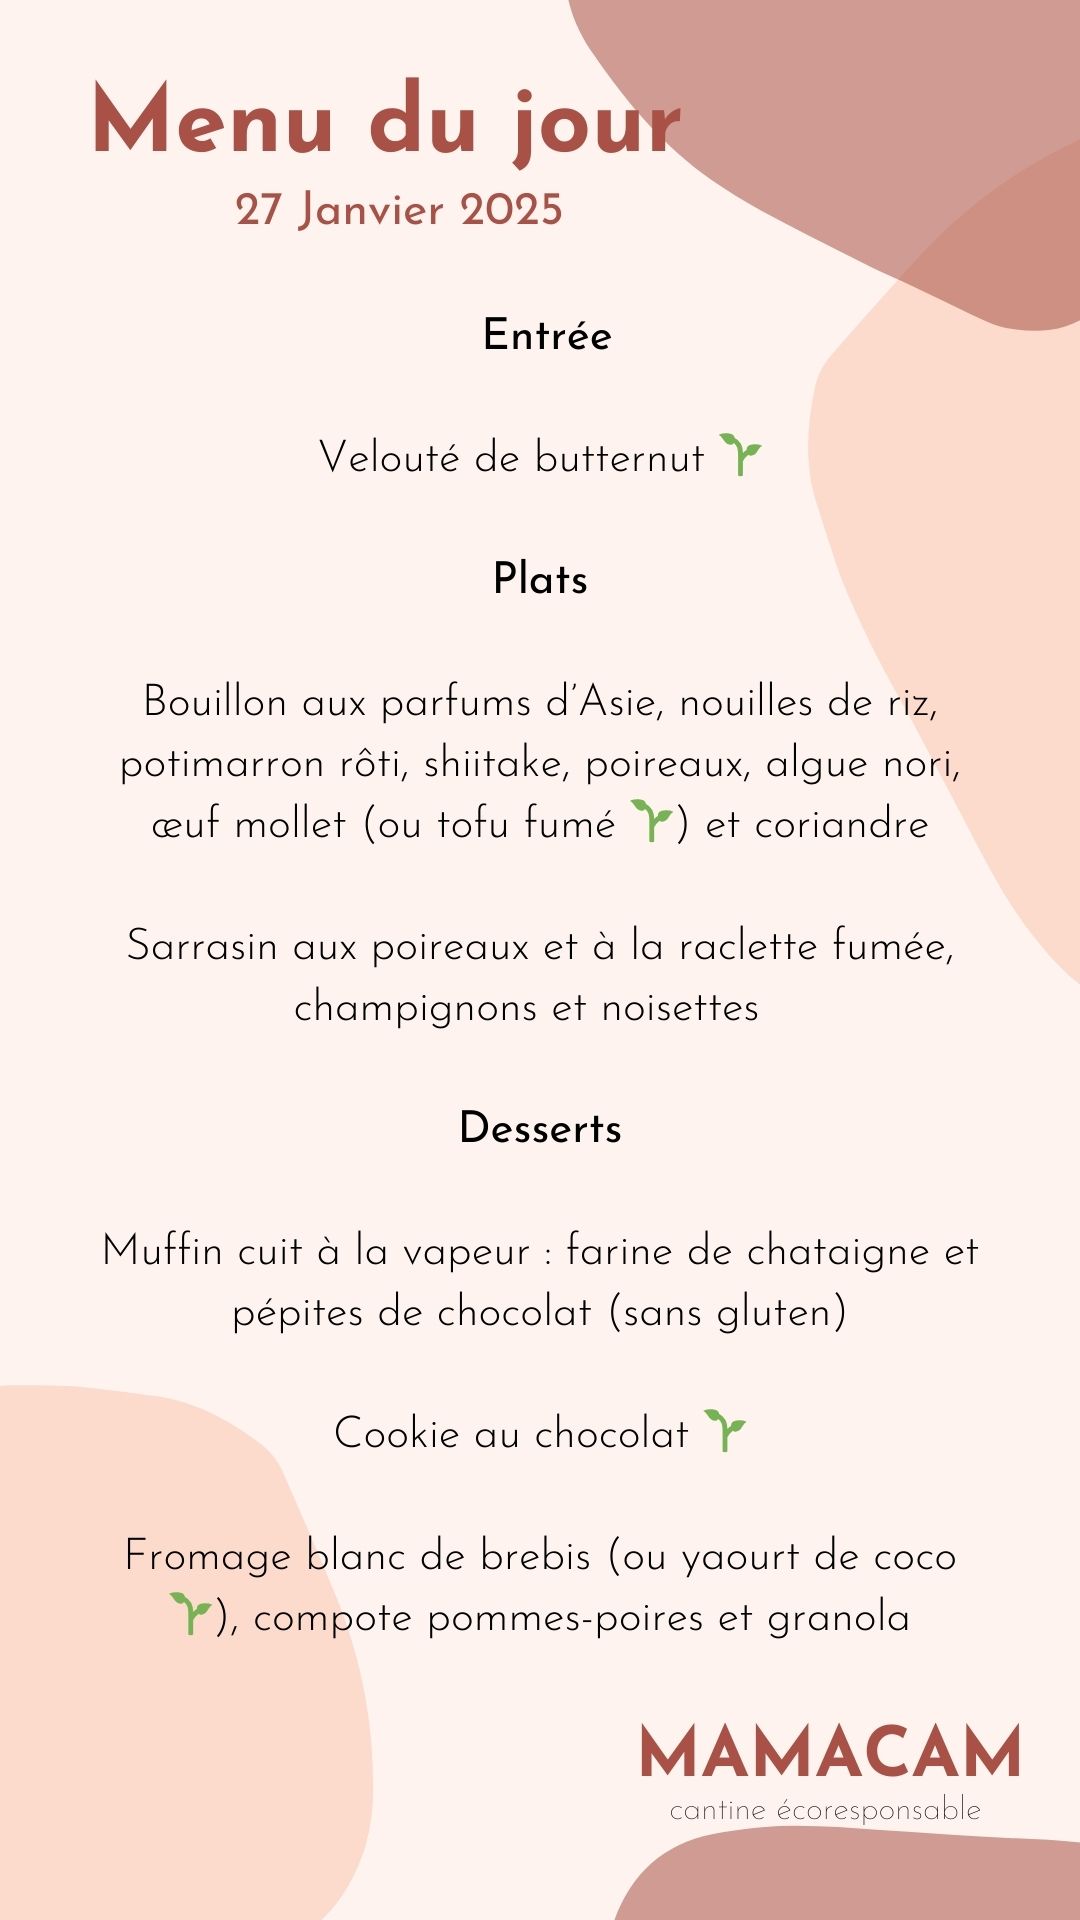 Menu du jour
27 Janvier 2025
Entrée
Velouté de butternut 🌱
Plats
Bouillon aux parfums d'Asie, nouilles de riz,
potimarron rôti, shiitake, poireaux, algue nori,
œuf mollet (ou tofu fumé 🌱) et coriandre
Sarrasin aux poireaux et à la raclette fumée,
champignons et noisettes
Desserts
Muffin cuit à la vapeur : farine de chataigne et
pépites de chocolat (sans gluten)
Cookie au chocolat 🌱
Fromage blanc de brebis (ou yaourt de coco
🌱), compote pommes-poires et granola
MAMACAM
cantine écoresponsable